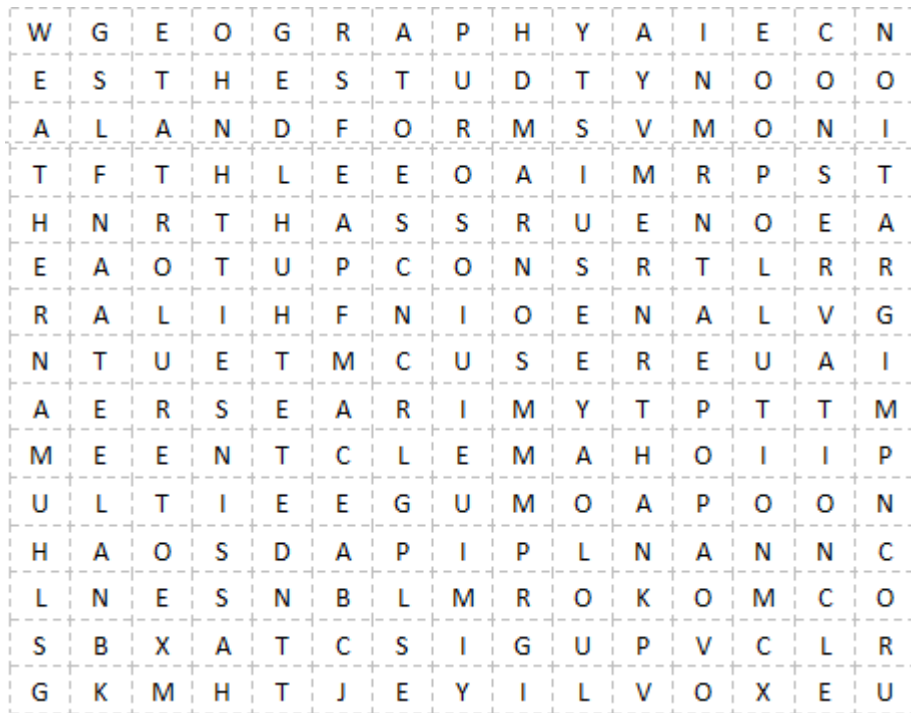 W G E O G R A P H Y A I E C N
E S T H E S T U D T Y N O O O
A L A N D F O R M S V M O N I
T F T H L E E O A I M R P S T
H N R T H A S S R U E N O E A
E A O T U P C O N S R T L R R
R A L I H F N I O E N A L V G
N T U E T M C U S E R E U A I
A E R S E A R I M Y T P T T M
M E E N T C L E M A H O I I P
U L T I E E G U M O A P O O N
H A O S D A P I P L N A N N C
L N E S N B L M R O K O M C O
S B X A T C S I G U P V C L R
G K M H T J E Y I L V O X E U